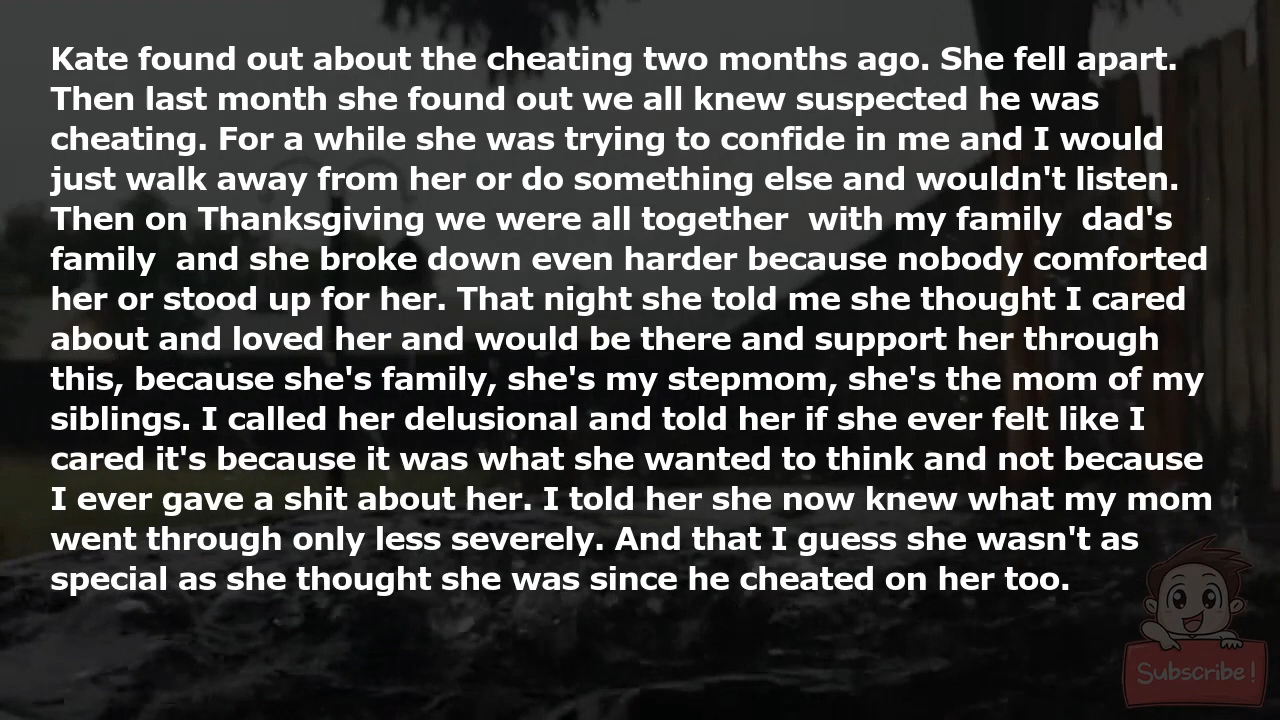 Kate found out about the cheating two months ago. She fell apart.
Then last month she found out we all knew suspected he was
cheating. For a while she was trying to confide in me and I would
just walk away from her or do something else and wouldn't listen.
Then on Thanksgiving we were all together  with my family  dad's
family  and she broke down even harder because nobody comforted
her or stood up for her. That night she told me she thought I cared
about and loved her and would be there and support her through
this, because she's family, she's my stepmom, she's the mom of my
siblings. I called her delusional and told her if she ever felt like I
cared it's because it was what she wanted to think and not because
I ever gave a shit about her. I told her she now knew what my mom
went through only less severely. And that I guess she wasn't as
special as she thought she was since he cheated on her too.
Subscribe!